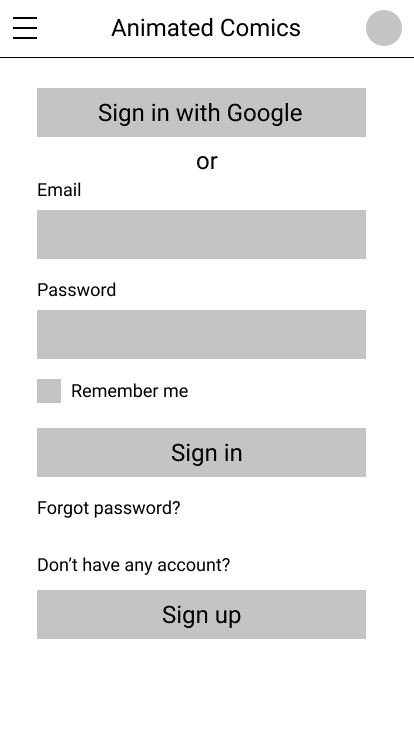 Animated Comics
Sign in with Google
or
Email
Password
Remember me
Sign in
Forgot password?
Don’t have any account?
Sign up